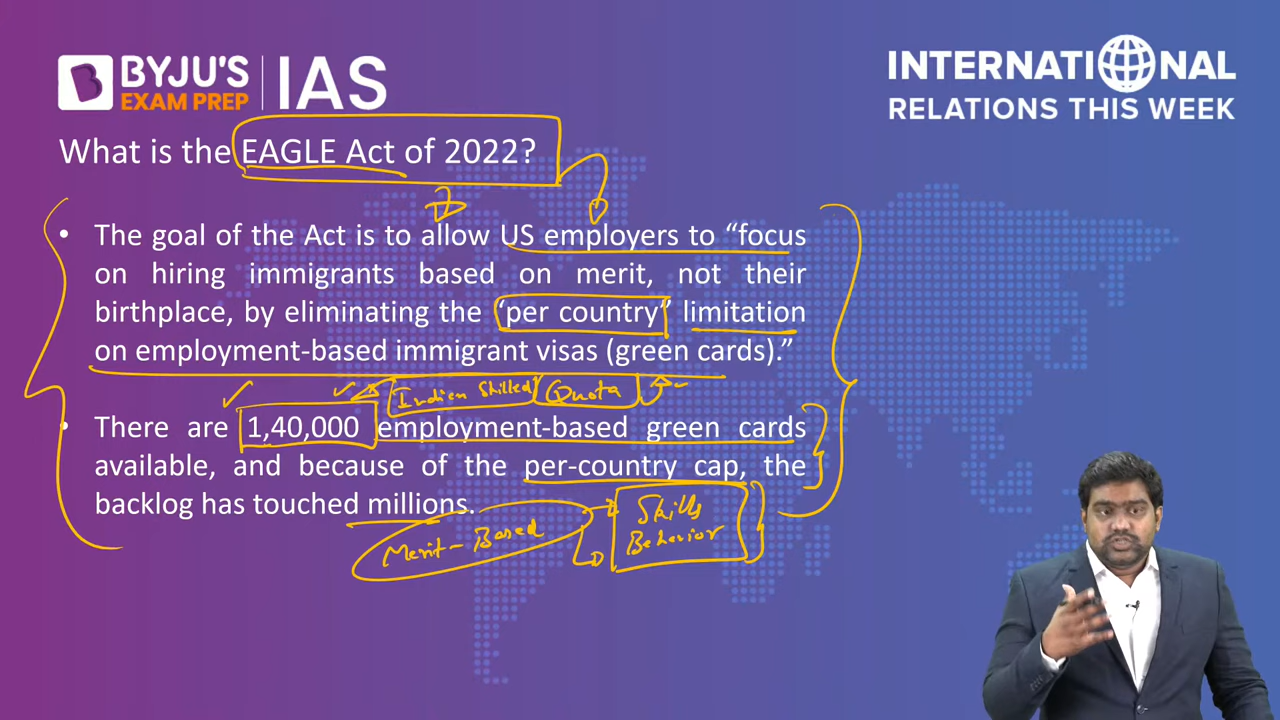 BYJU'S
EXAM PREP
IAS
INTERNATIONAL
RELATIONS THIS WEEK
What is the EAGLE Act of 2022?
• The goal of the Act is to allow US employers to “focus
on hiring immigrants based on merit, not their
birthplace, by eliminating the ‘per country” limitation
on employment-based immigrant visas (green cards).”
Indian Skilled Quota
• There are 1,40,000 employment-based green cards
available, and because of the per-country cap, the
backlog has touched millions.
Merit-Based
Skills
Behavior